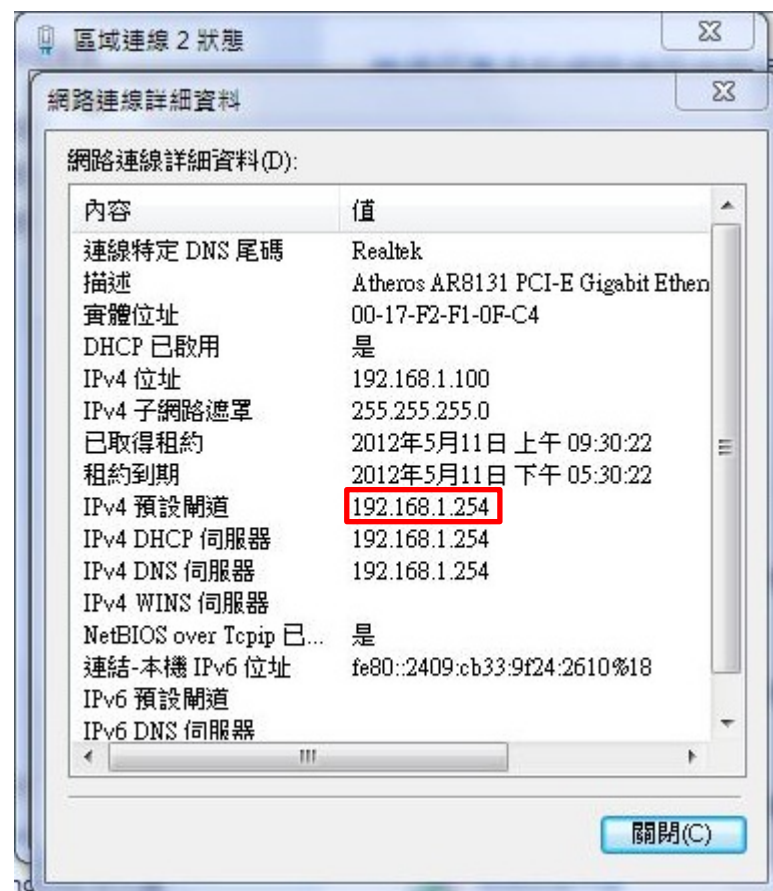 區域連線 2 狀態
網路連線詳細資料
網路連線詳細資料(D):
內容 值
連線特定 DNS 尾碼 Realtek
描述 Atheros AR8131 PCI-E Gigabit Ethern
實體位址 00-17-F2-F1-0F-C4
DHCP 已啟用 是
IPv4 位址 192.168.1.100
IPv4 子網路遮罩 255.255.255.0
已取得租約 2012年5月11日 上午 09:30:22
租約到期 2012年5月11日 下午 05:30:22
IPv4 預設閘道 192.168.1.254
IPv4 DHCP 伺服器 192.168.1.254
IPv4 DNS 伺服器 192.168.1.254
IPv4 WINS 伺服器
NetBIOS over Tcpip 已... 是
連結-本機 IPv6 位址 fe80::2409:cb33:9f24:2610%18
IPv6 預設閘道
IPv6 DNS 伺服器
關閉(C)